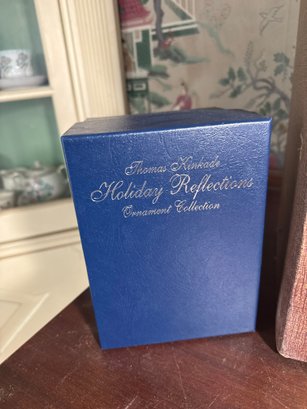 Thomas Kinkade
Holiday Reflections
Ornament Collection